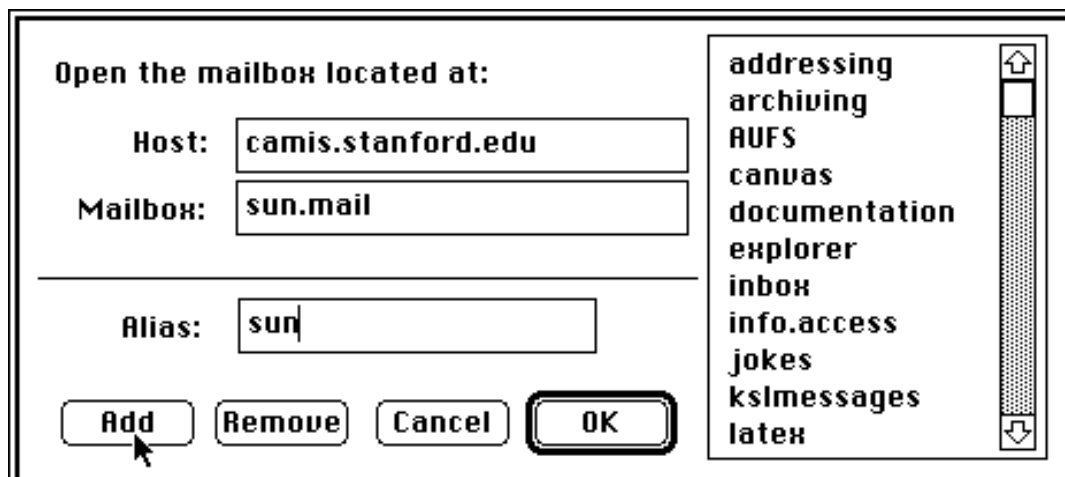 Open the mailbox located at:
Host: camis.stanford.edu
Mailbox: sun.mail
Alias: sun
Add Remove Cancel OK
addressing
archiving
AUFS
canvas
documentation
explorer
inbox
info.access
jokes
kslmessages
latex